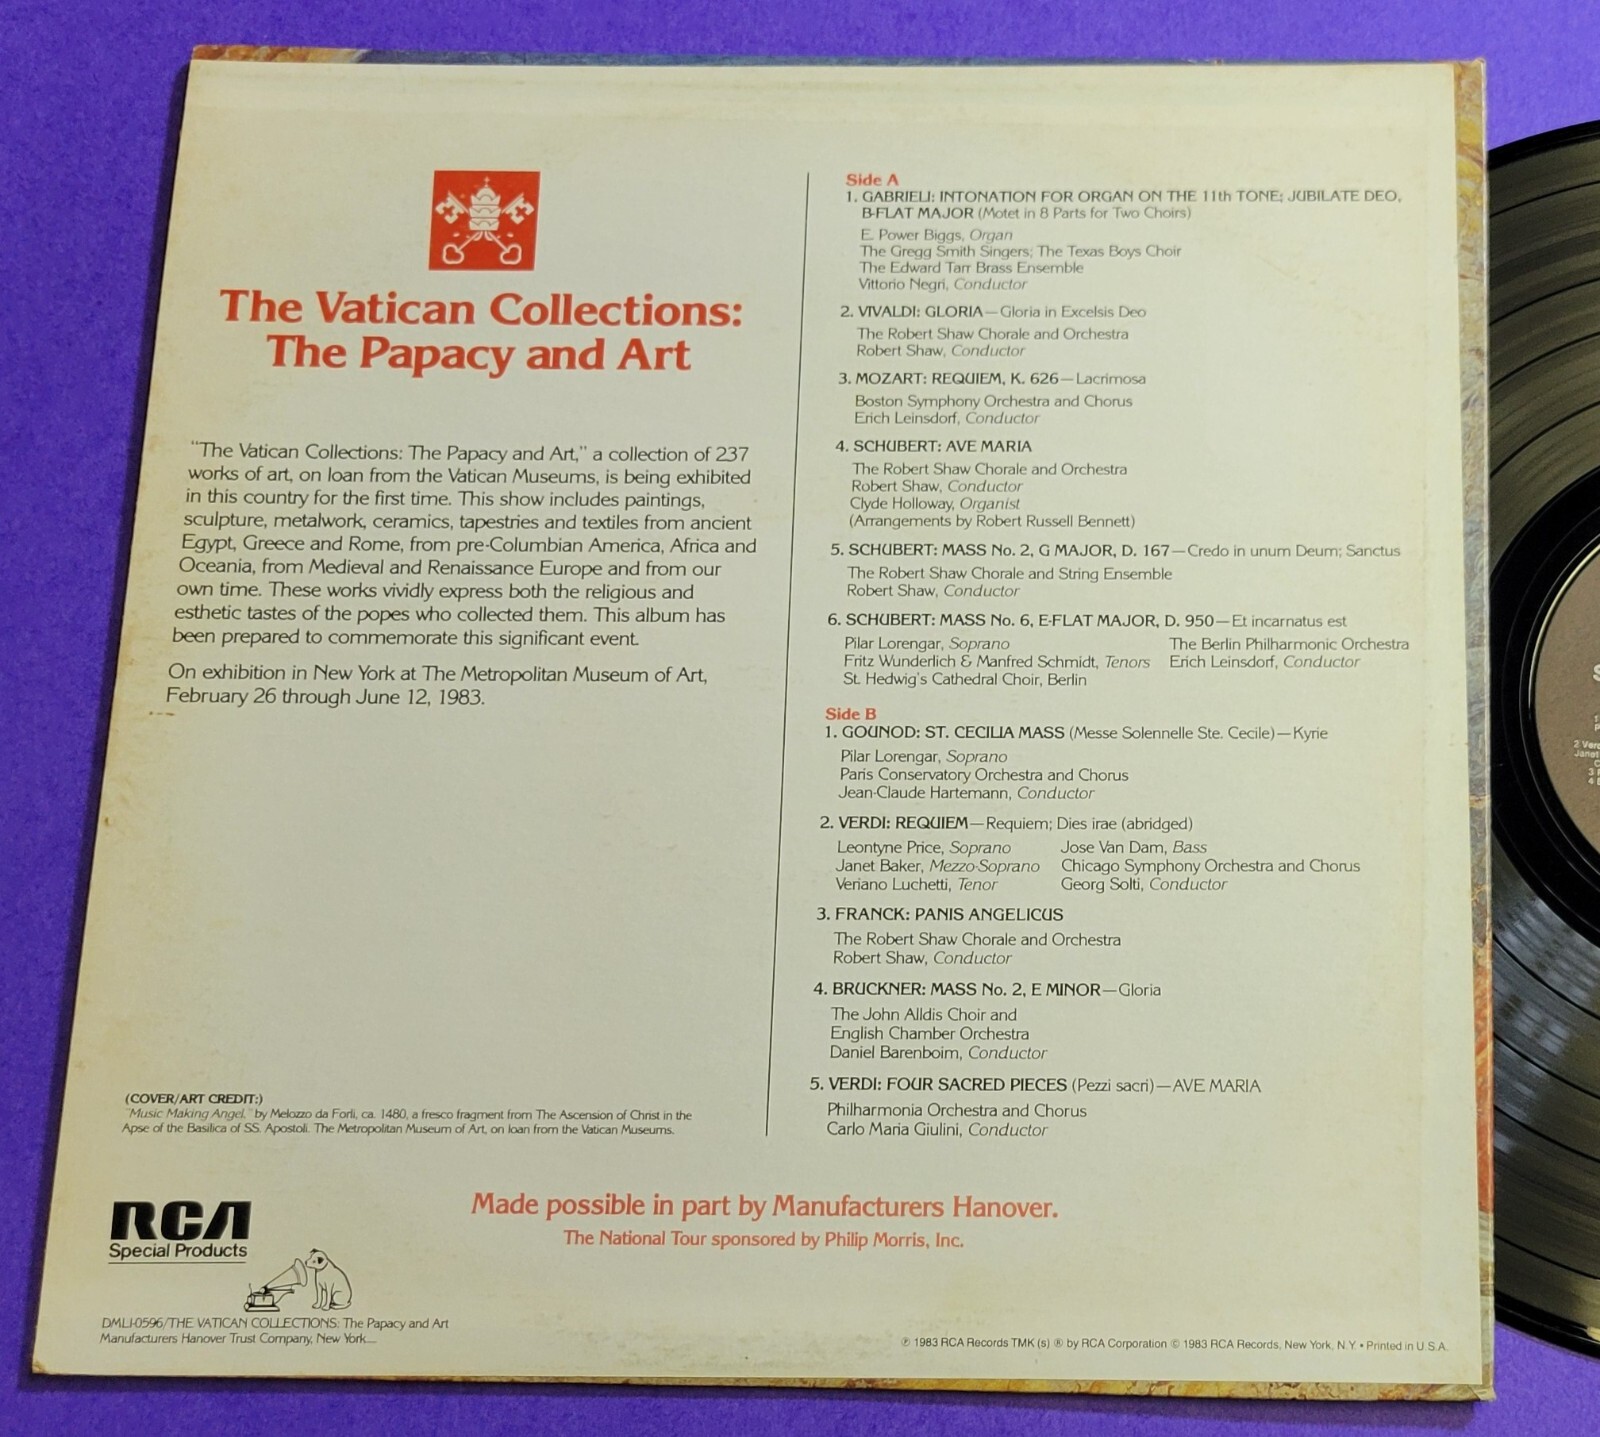 The Vatican Collections:
The Papacy and Art
"The Vatican Collections: The Papacy and Art," a collection of 237
works of art, on loan from the Vatican Museums, is being exhibited
in this country for the first time. This show includes paintings,
sculpture, metalwork, ceramics, tapestries and textiles from ancient
Egypt, Greece and Rome, from pre-Columbian America, Africa and
Oceania, from Medieval and Renaissance Europe and from our
own time. These works vividly express both the religious and
esthetic tastes of the popes who collected them. This album has
been prepared to commemorate this significant event.
On exhibition in New York at The Metropolitan Museum of Art,
February 26 through June 12, 1983.
(COVER/ART CREDIT:)
"Music Making Angel," by Melozzo da Forli, ca. 1480, a fresco fragment from The Ascension of Christ in the
Apse of the Basilica of SS. Apostoli. The Metropolitan Museum of Art, on loan from the Vatican Museums.
Side A
1. GABRIELI: INTONATION FOR ORGAN ON THE 11th TONE; JUBILATE DEO,
B-FLAT MAJOR (Motet in 8 Parts for Two Choirs)
E. Power Biggs, Organ
The Gregg Smith Singers; The Texas Boys Choir
The Edward Tarr Brass Ensemble
Vittorio Negri, Conductor
2. VIVALDI: GLORIA—Gloria in Excelsis Deo
The Robert Shaw Chorale and Orchestra
Robert Shaw, Conductor
3. MOZART: REQUIEM, K. 626—Lacrimosa
Boston Symphony Orchestra and Chorus
Erich Leinsdorf, Conductor
4. SCHUBERT: AVE MARIA
The Robert Shaw Chorale and Orchestra
Robert Shaw, Conductor
Clyde Holloway, Organist
(Arrangements by Robert Russell Bennett)
5. SCHUBERT: MASS No. 2, G MAJOR, D. 167—Credo in unum Deum; Sanctus
The Robert Shaw Chorale and String Ensemble
Robert Shaw, Conductor
6. SCHUBERT: MASS No. 6, E-FLAT MAJOR, D. 950—Et incarnatus est
Pilar Lorengar, Soprano The Berlin Philharmonic Orchestra
Fritz Wunderlich & Manfred Schmidt, Tenors Erich Leinsdorf, Conductor
St. Hedwig's Cathedral Choir, Berlin
Side B
1. GOUNOD: ST. CECILIA MASS (Messe Solennelle Ste. Cecile)—Kyrie
Pilar Lorengar, Soprano
Paris Conservatory Orchestra and Chorus
Jean-Claude Hartemann, Conductor
2. VERDI: REQUIEM—Requiem; Dies irae (abridged)
Leontyne Price, Soprano Jose Van Dam, Bass
Janet Baker, Mezzo-Soprano Chicago Symphony Orchestra and Chorus
Veriano Luchetti, Tenor Georg Solti, Conductor
3. FRANCK: PANIS ANGELICUS
The Robert Shaw Chorale and Orchestra
Robert Shaw, Conductor
4. BRUCKNER: MASS No. 2, E MINOR—Gloria
The John Alldis Choir and
English Chamber Orchestra
Daniel Barenboim, Conductor
5. VERDI: FOUR SACRED PIECES (Pezzi sacri)—AVE MARIA
Philharmonia Orchestra and Chorus
Carlo Maria Giulini, Conductor
Made possible in part by Manufacturers Hanover.
The National Tour sponsored by Philip Morris, Inc.
RCA
Special Products
DML1-0596/THE VATICAN COLLECTIONS: The Papacy and Art
Manufacturers Hanover Trust Company, New York
℗ 1983 RCA Records TMK (s) ® by RCA Corporation © 1983 RCA Records, New York, N.Y. • Printed in U.S.A.